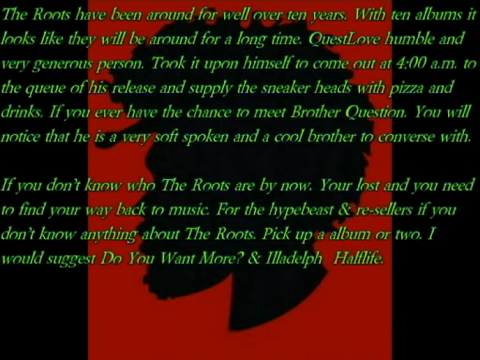 The Roots have been around for well over ten years. With ten albums it
looks like they will be around for a long time. QuestLove humble and
very generous person. Took it upon himself to come out at 4:00 a.m. to
the queue of his release and supply the sneaker heads with pizza and
drinks. If you ever have the chance to meet Brother Question. You will
notice that he is a very soft spoken and a cool brother to converse with.
If you don't know who The Roots are by now. Your lost and you need
to find your way back to music. For the hypebeast & re-sellers if you
don't know anything about The Roots. Pick up a album or two. I
would suggest Do You Want More? & Illadelph Halflife.